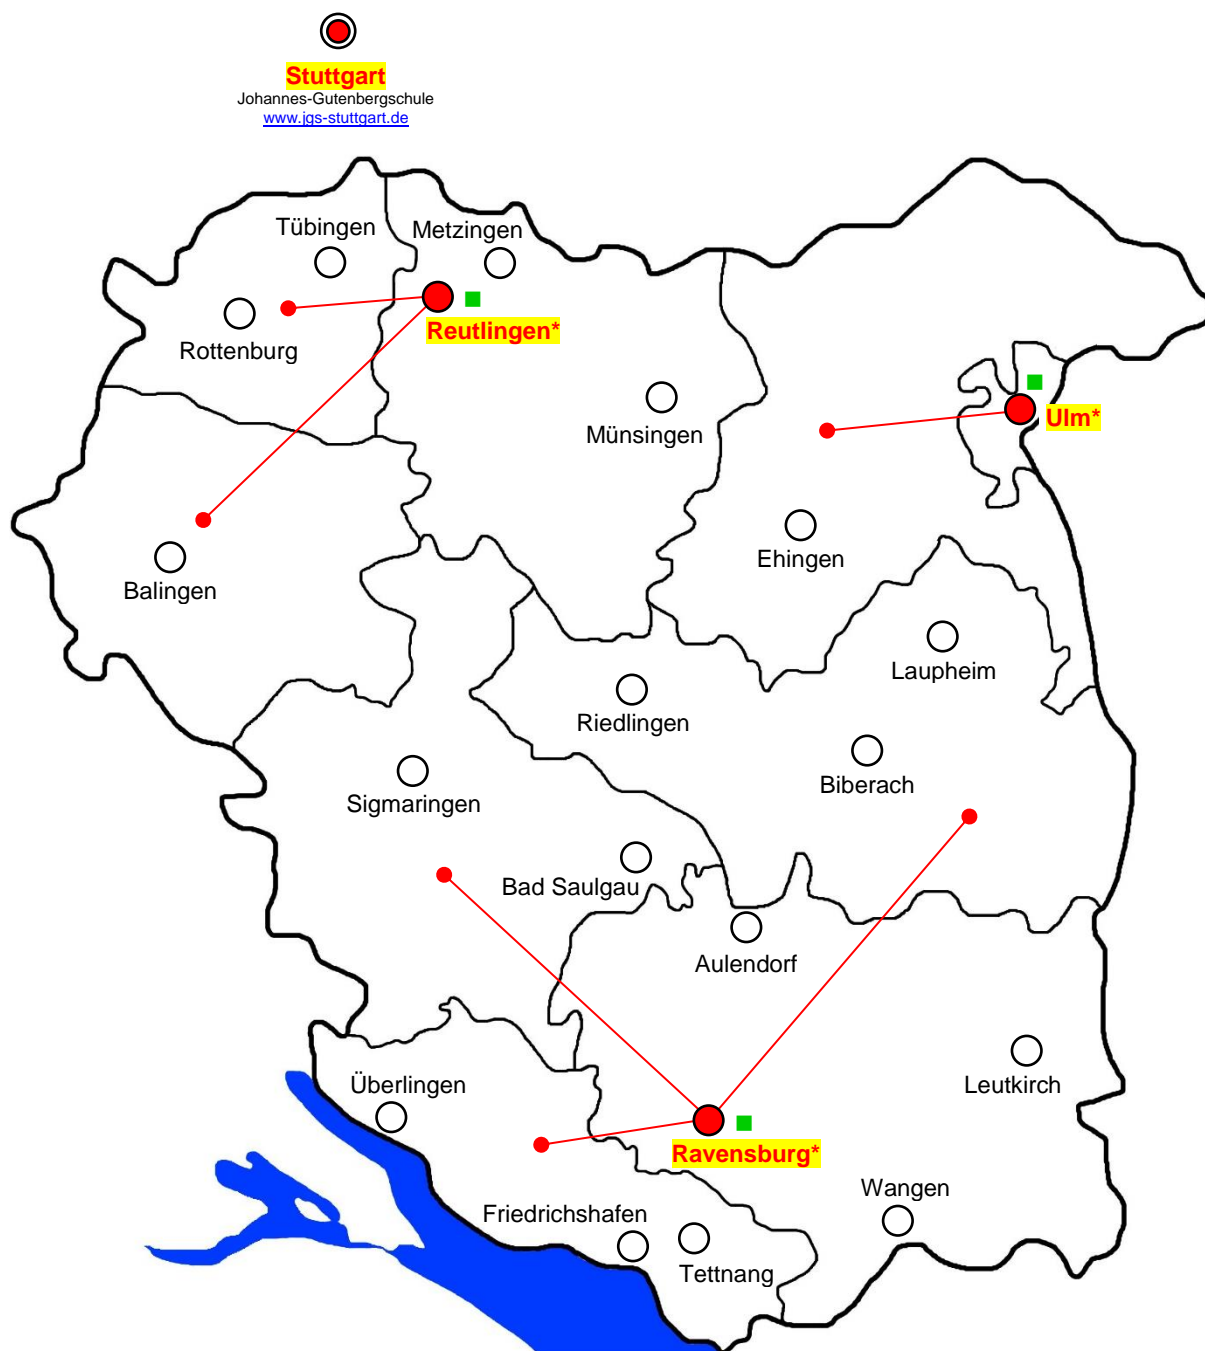 Stuttgart
Johannes-Gutenbergschule
www.jgs-stuttgart.de
Tübingen
Metzingen
Reutlingen*
Rottenburg
Münsingen
Ulm*
Ehingen
Balingen
Laupheim
Riedlingen
Biberach
Sigmaringen
Bad Saulgau
Aulendorf
Überlingen
Leutkirch
Ravensburg*
Wangen
Friedrichshafen
Tettnang